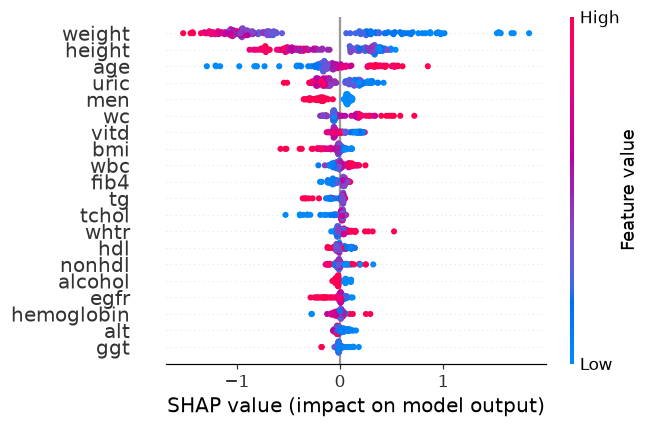 High
weight
height
age
uric
men
wc
vitd
bmi
wbc
fib4
tg
tchol
whtr
hdl
nonhdl
alcohol
egfr
hemoglobin
alt
ggt
Feature value
Low
−1 0 1
SHAP value (impact on model output)